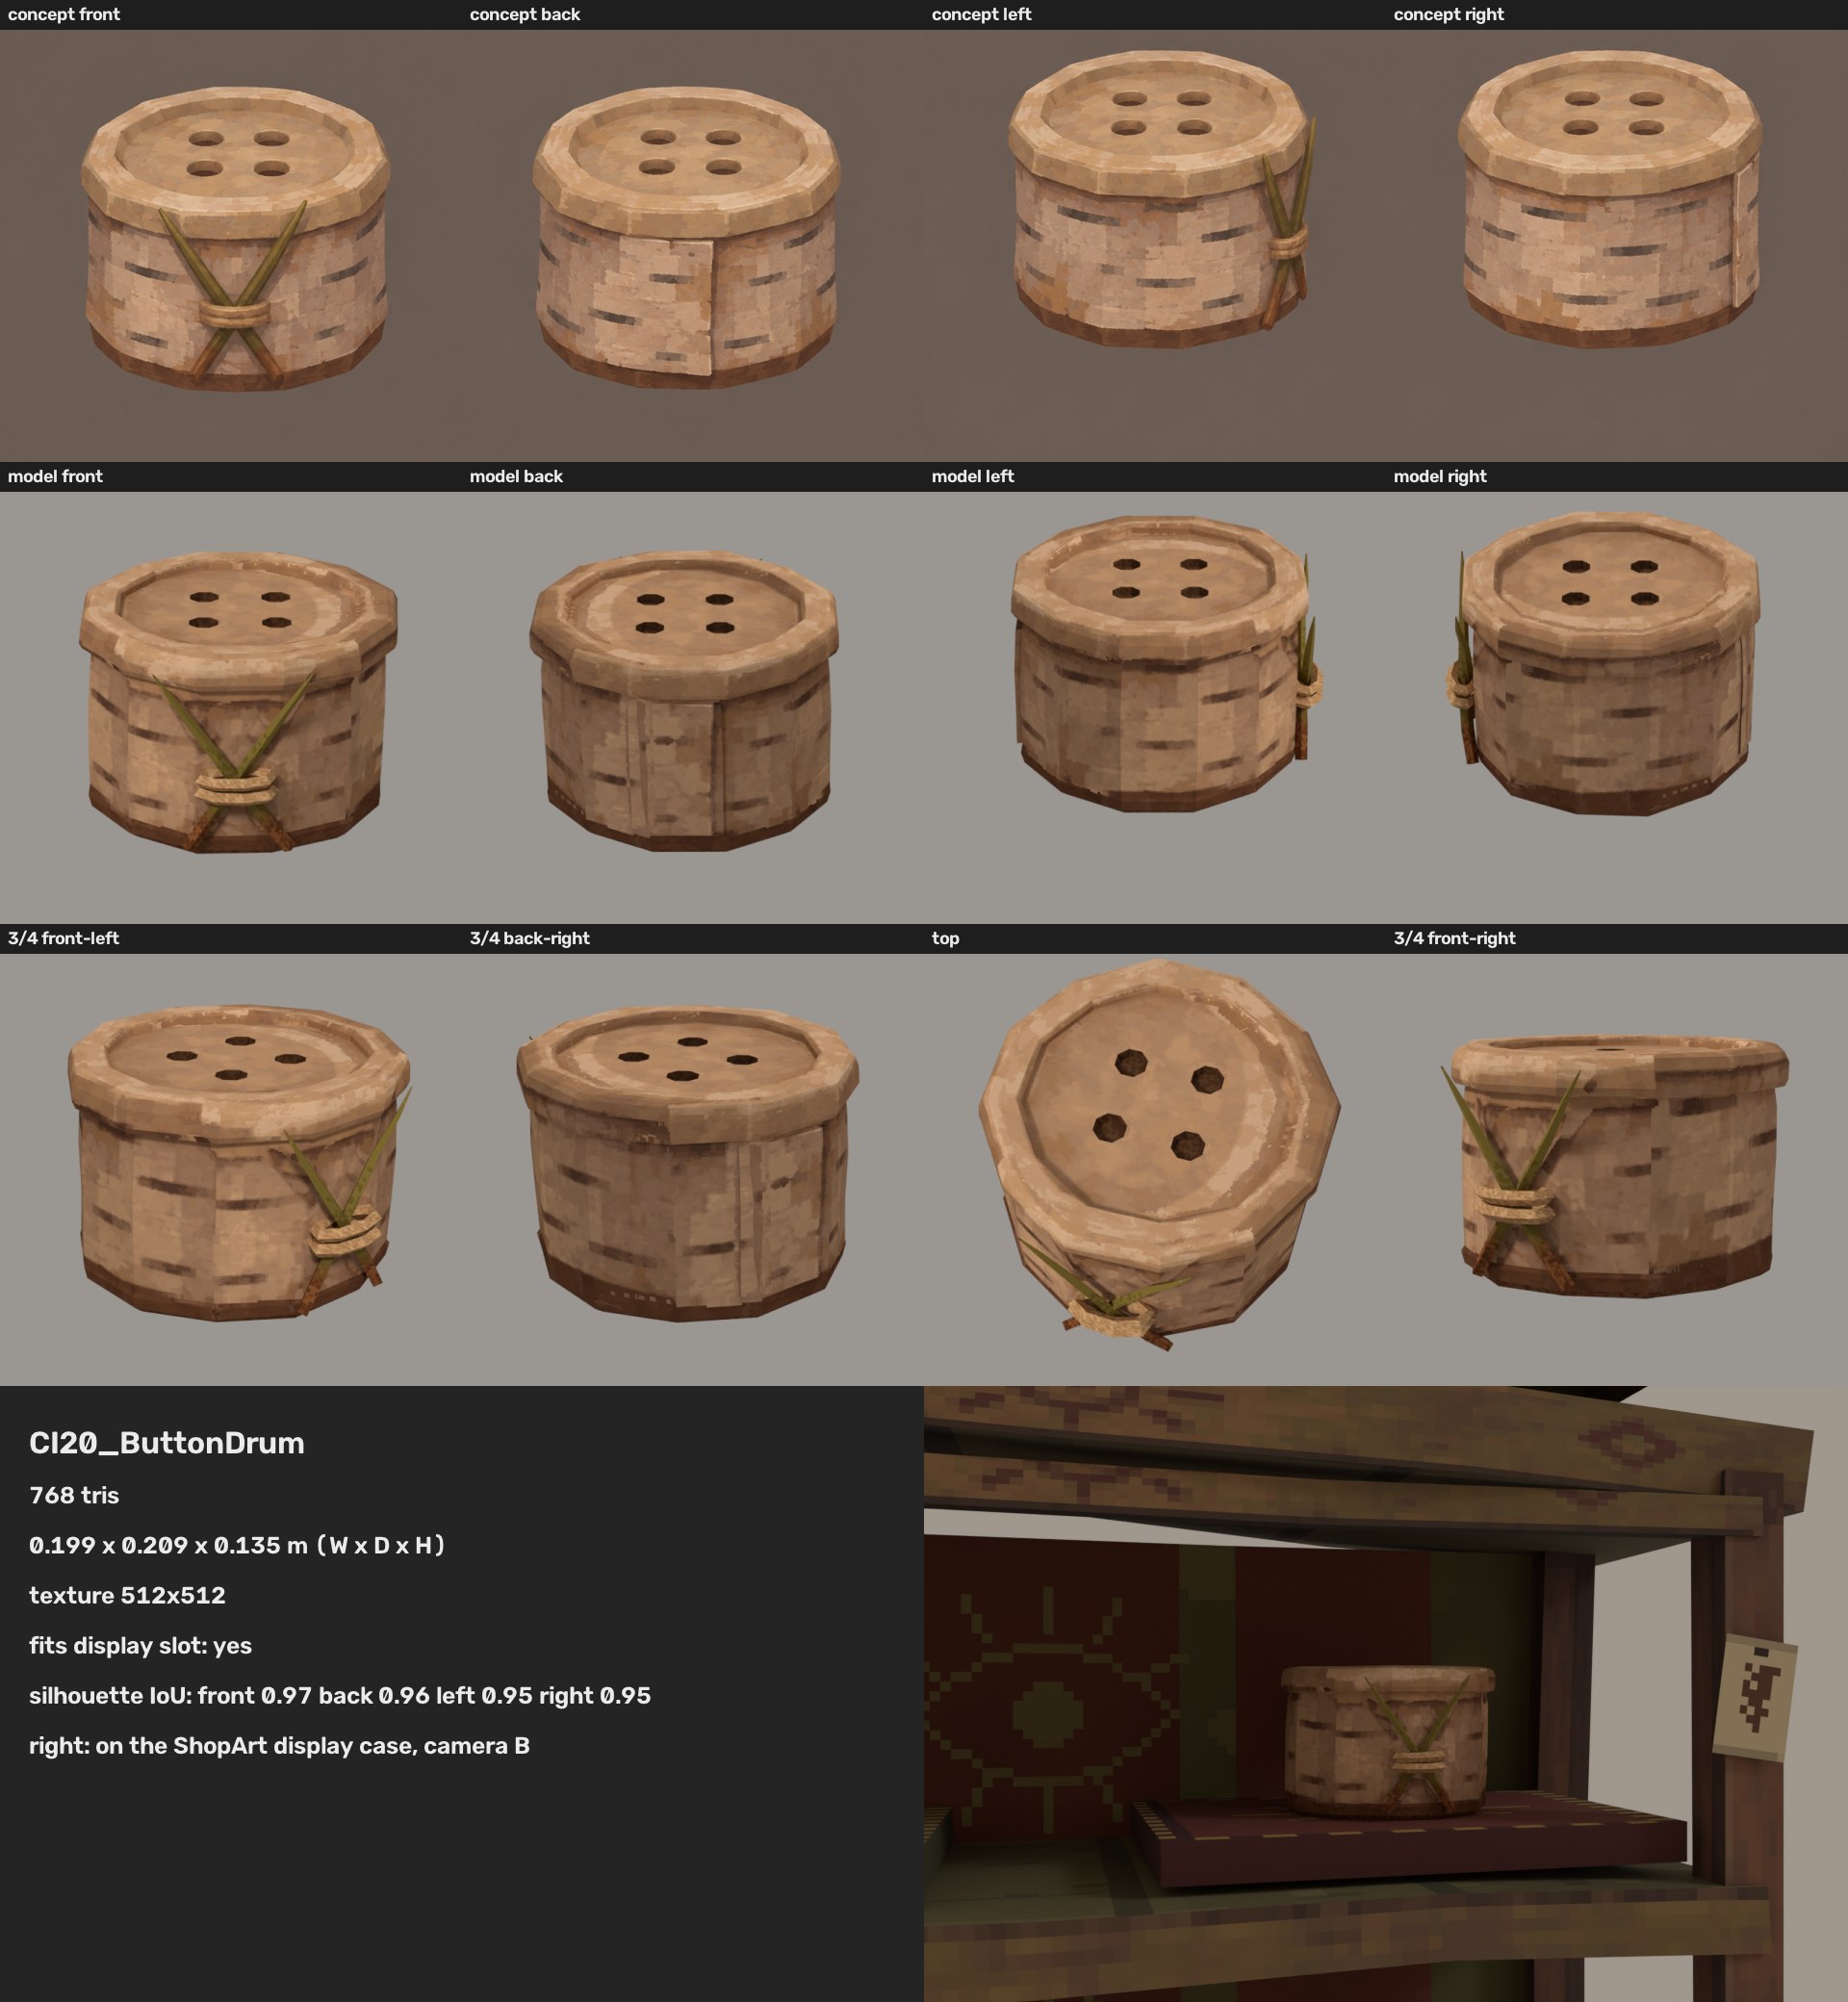 concept front
concept back
concept left
concept right
model front
model back
model left
model right
3/4 front-left
3/4 back-right
top
3/4 front-right
CI20_ButtonDrum
768 tris
0.199 x 0.209 x 0.135 m (W x D x H)
texture 512x512
fits display slot: yes
silhouette IoU: front 0.97 back 0.96 left 0.95 right 0.95
right: on the ShopArt display case, camera B